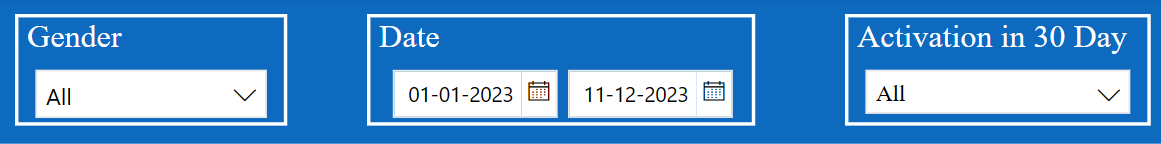 Gender
All
Date
01-01-2023 11-12-2023
Activation in 30 Day
All